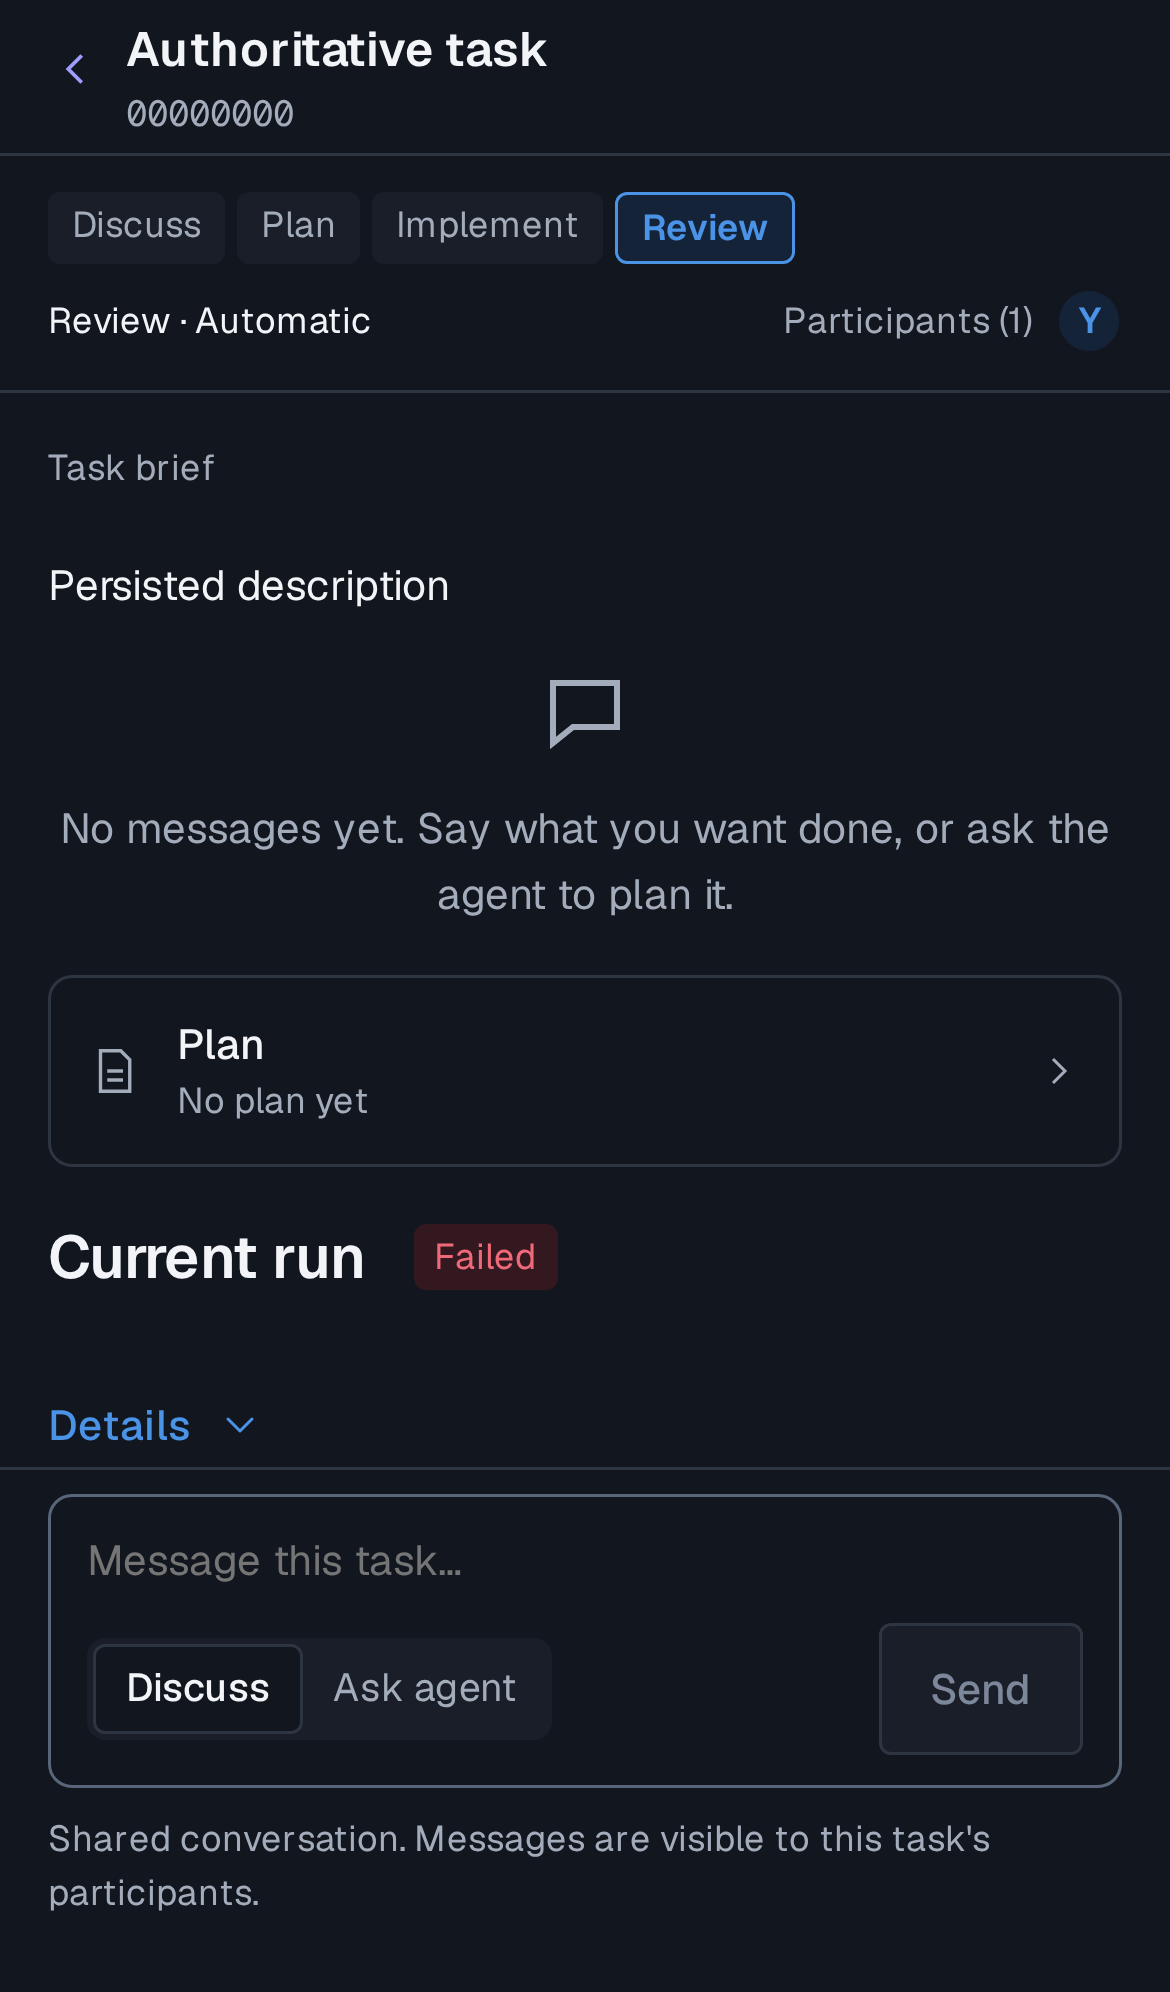 Authoritative task
00000000
Discuss Plan Implement Review
Review · Automatic Participants (1) Y
Task brief
Persisted description
No messages yet. Say what you want done, or ask the
agent to plan it.
Plan
No plan yet
Current run Failed
Details
Message this task…
Discuss Ask agent Send
Shared conversation. Messages are visible to this task's
participants.